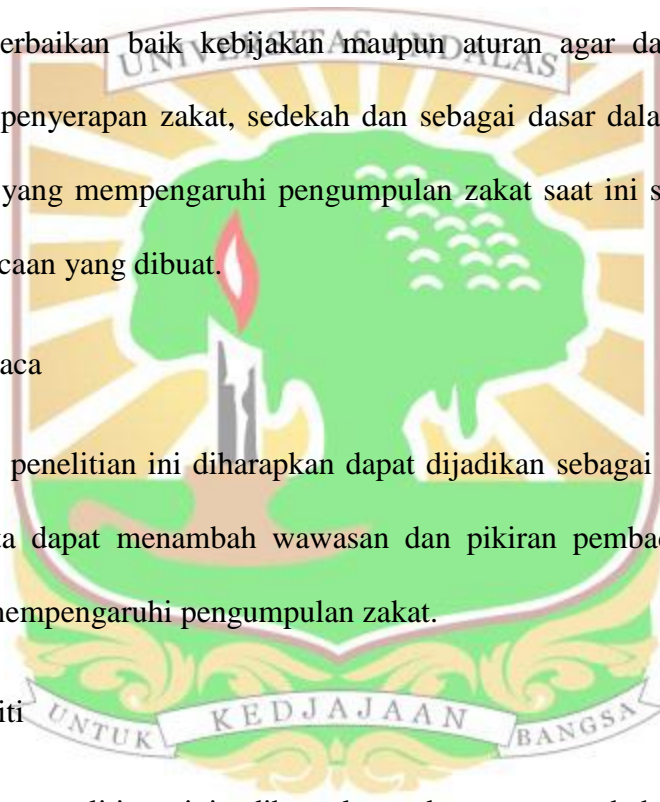 UNIVERSITAS ANDALAS
erbaikan baik kebijakan maupun aturan agar da
penyerapan zakat, sedekah dan sebagai dasar dala
yang mempengaruhi pengumpulan zakat saat ini s
caan yang dibuat.
aca
penelitian ini diharapkan dapat dijadikan sebagai
ta dapat menambah wawasan dan pikiran pembac
mempengaruhi pengumpulan zakat.
iti
UNTUK KEDJAJAAN BANGSA